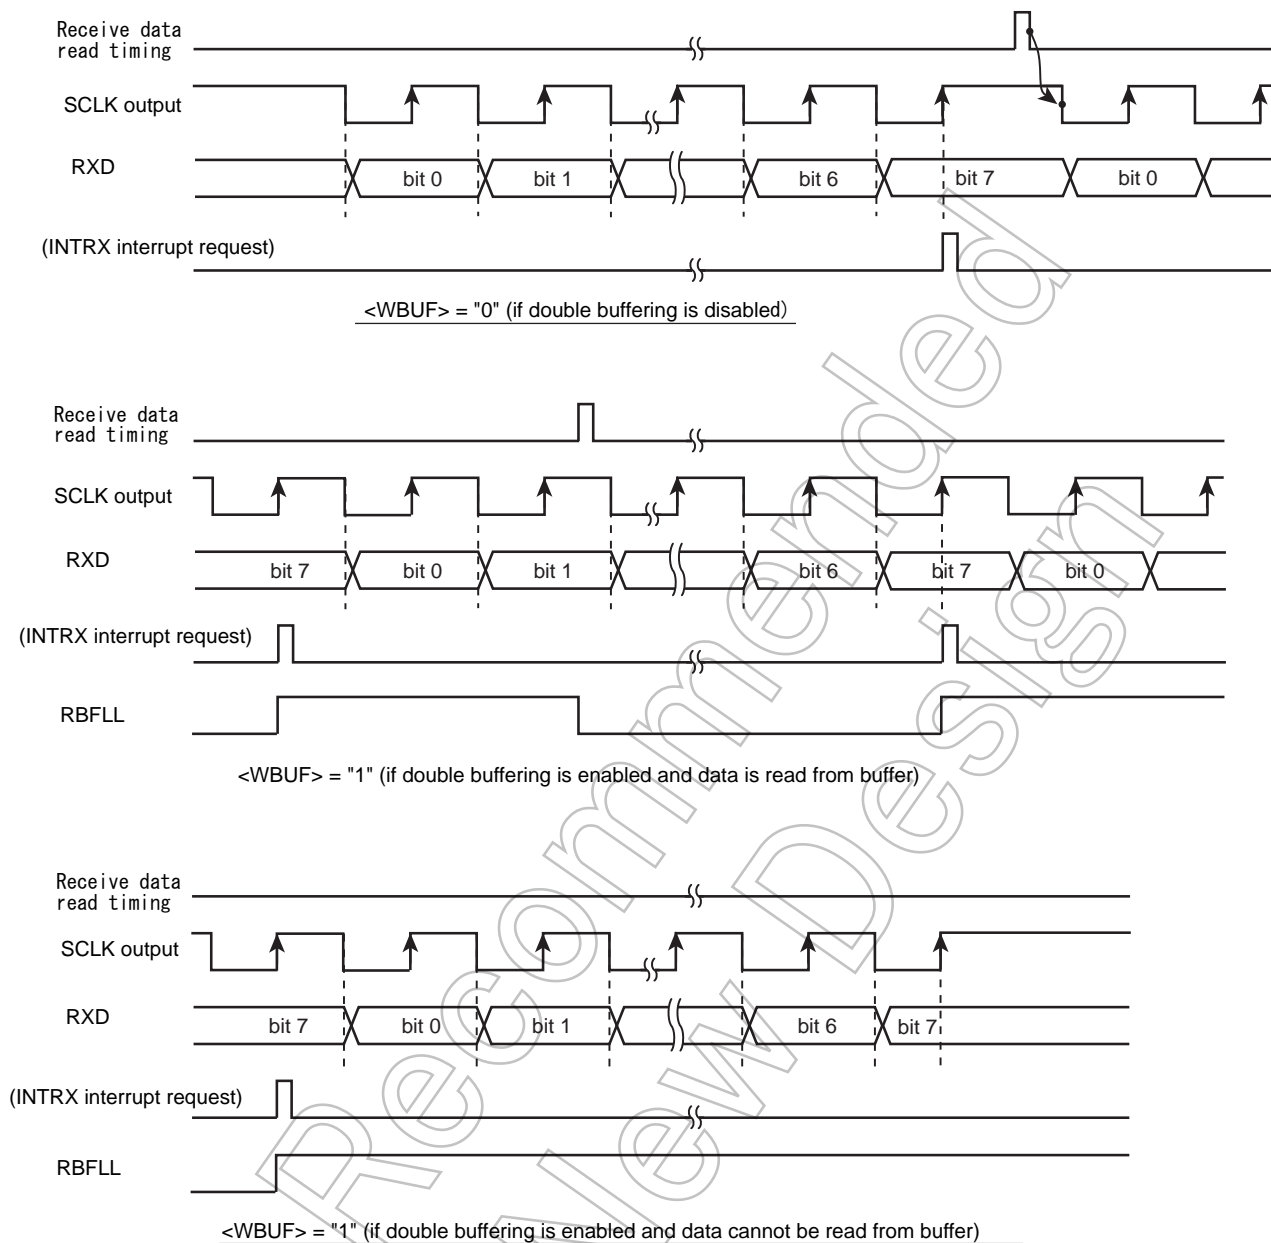 Receive data
read timing
SCLK output
RXD
bit 0 bit 1 bit 6 bit 7 bit 0
(INTRX interrupt request)
<WBUF> = "0" (if double buffering is disabled)
Receive data
read timing
SCLK output
RXD
bit 7 bit 0 bit 1 bit 6 bit 7 bit 0
(INTRX interrupt request)
RBFLL
<WBUF> = "1" (if double buffering is enabled and data is read from buffer)
Receive data
read timing
SCLK output
RXD
bit 7 bit 0 bit 1 bit 6 bit 7
(INTRX interrupt request)
RBFLL
<WBUF> = "1" (if double buffering is enabled and data cannot be read from buffer)
Recommended
New Design